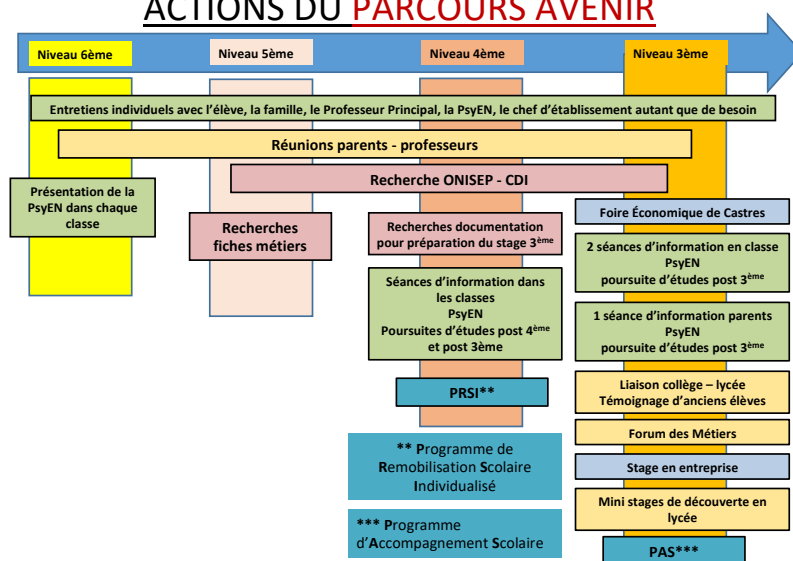 ACTIONS DU PARCOURS AVENIR
Niveau 6ème
Niveau 5ème
Niveau 4ème
Niveau 3ème
Entretiens individuels avec l'élève, la famille, le Professeur Principal, la PsyEN, le chef d'établissement autant que de besoin
Réunions parents - professeurs
Recherche ONISEP - CDI
Présentation de la
PsyEN dans chaque
classe
Recherches
fiches métiers
Recherches documentation
pour préparation du stage 3ème
Séances d'information dans
les classes
PsyEN
Poursuites d'études post 4ème
et post 3ème
PRSI**
** Programme de
Remobilisation Scolaire
Individualisé
*** Programme
d'Accompagnement Scolaire
Foire Économique de Castres
2 séances d'information en classe
PsyEN
poursuite d'études post 3ème
1 séance d'information parents
PsyEN
poursuite d'études post 3ème
Liaison collège – lycée
Témoignage d'anciens élèves
Forum des Métiers
Stage en entreprise
Mini stages de découverte en
lycée
PAS***